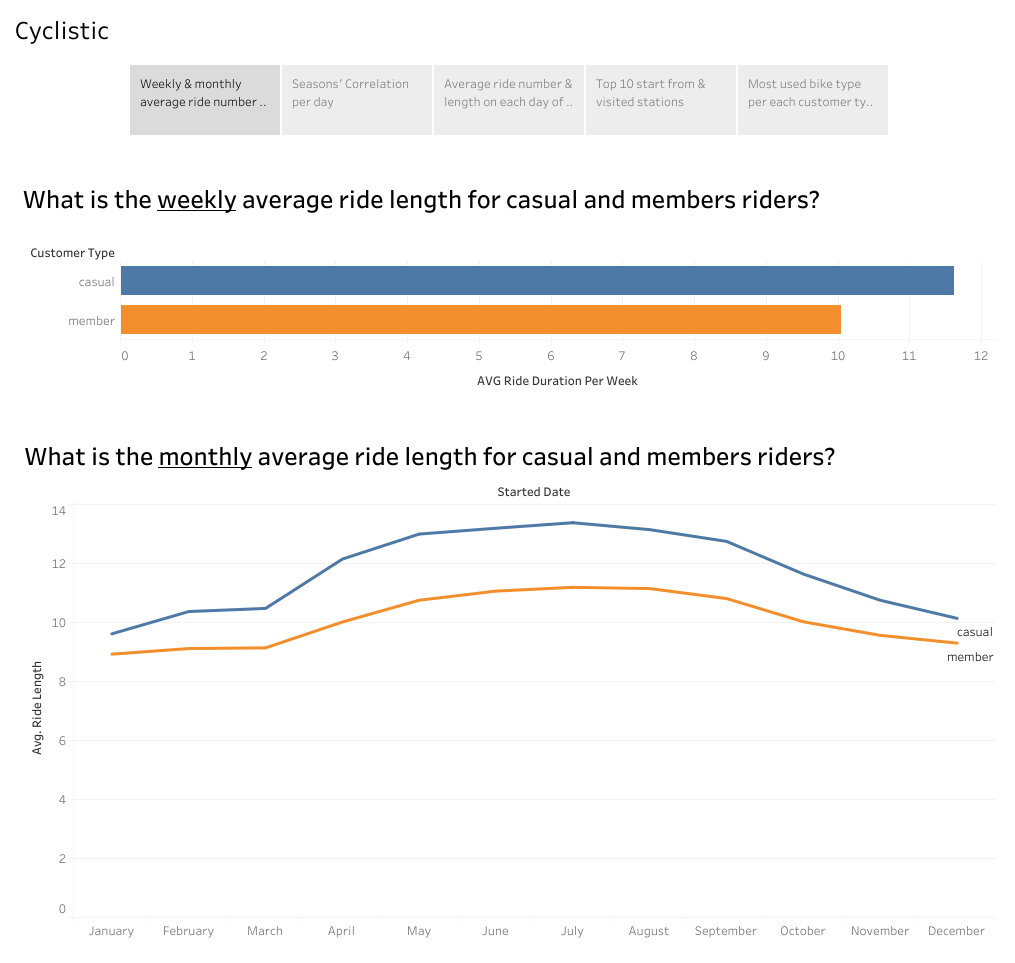 Cyclistic
Weekly & monthly
average ride number ..
Seasons' Correlation
per day
Average ride number &
length on each day of ..
Top 10 start from &
visited stations
Most used bike type
per each customer ty..
What is the weekly average ride length for casual and members riders?
Customer Type
casual
member
0 1 2 3 4 5 6 7 8 9 10 11 12
AVG Ride Duration Per Week
What is the monthly average ride length for casual and members riders?
Started Date
14
12
10
8
6
4
2
0
Avg. Ride Length
casual
member
January February March April May June July August September October November December